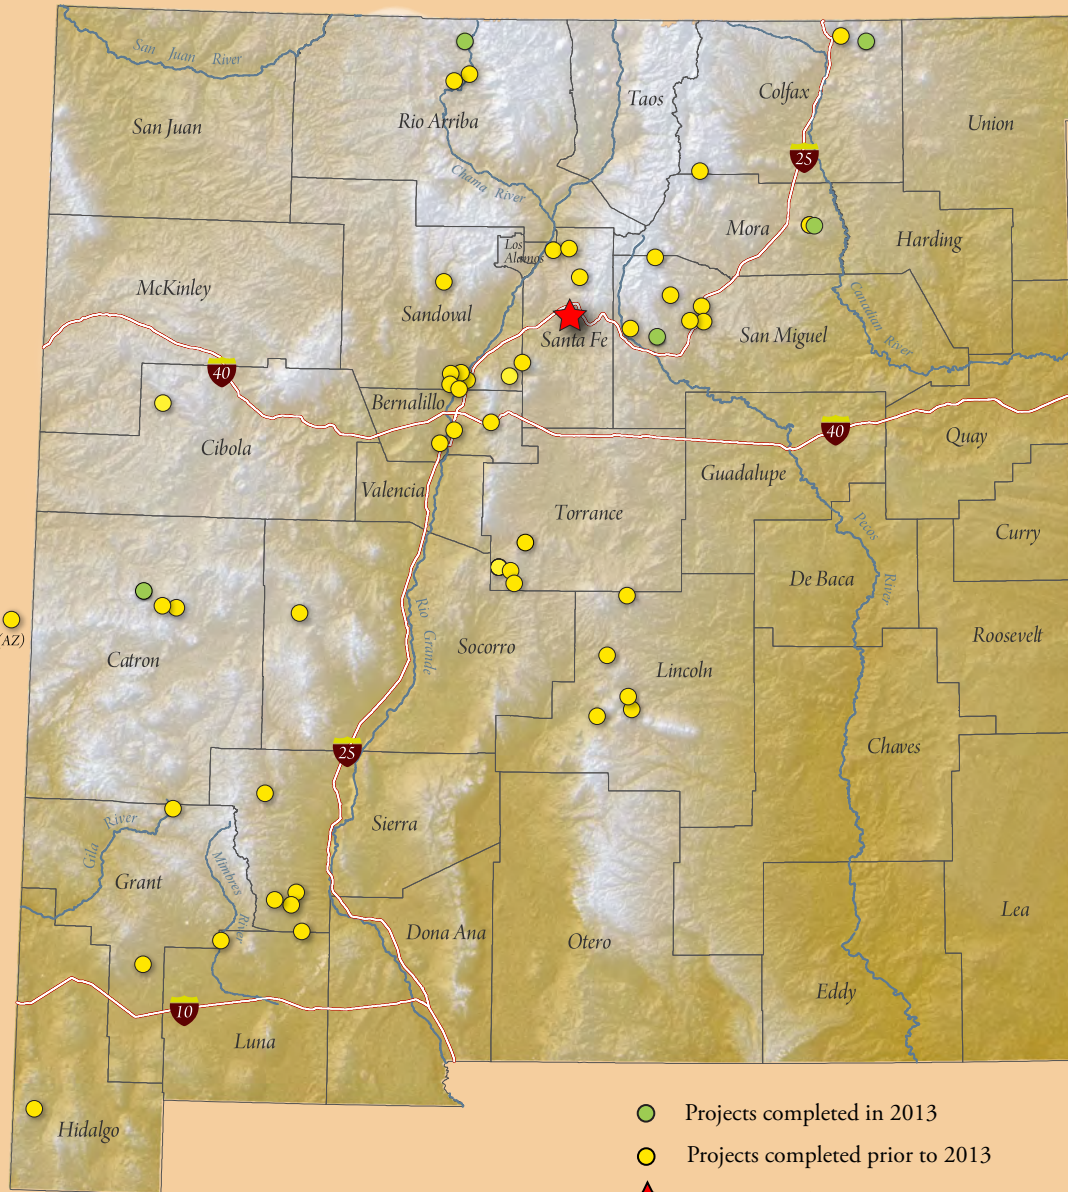 San Juan River
San Juan
Rio Arriba
Taos
Colfax
Union
25
Chama River
Mora
Harding
Los
Alamos
McKinley
Sandoval
Santa Fe
San Miguel
Canadian River
40
Bernalillo
40
Cibola
Quay
Guadalupe
Valencia
Torrance
Pecos River
Curry
De Baca
(AZ)
Rio Grande
Catron
Socorro
Lincoln
Roosevelt
25
Chaves
Gila River
Sierra
Mimbres River
Grant
Dona Ana
Otero
Lea
Eddy
10
Luna
Hidalgo
Projects completed in 2013
Projects completed prior to 2013